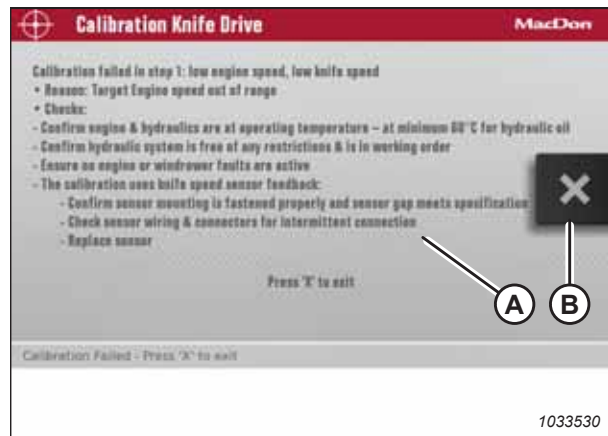 Calibration Knife Drive
MacDon
Calibration failed in step 1: low engine speed, low knife speed
• Reason: Target Engine speed out of range
• Checks:
- Confirm engine & hydraulics are at operating temperature – at minimum 60°C for hydraulic oil
- Confirm hydraulic system is free of any restrictions & is in working order
- Ensure no engine or windrower faults are active
- The calibration uses knife speed sensor feedback:
- Confirm sensor mounting is fastened properly and sensor gap meets specification
- Check sensor wiring & connectors for intermittent connection
- Replace sensor
Press 'X' to exit
A
B
Calibration Failed - Press 'X' to exit
1033530